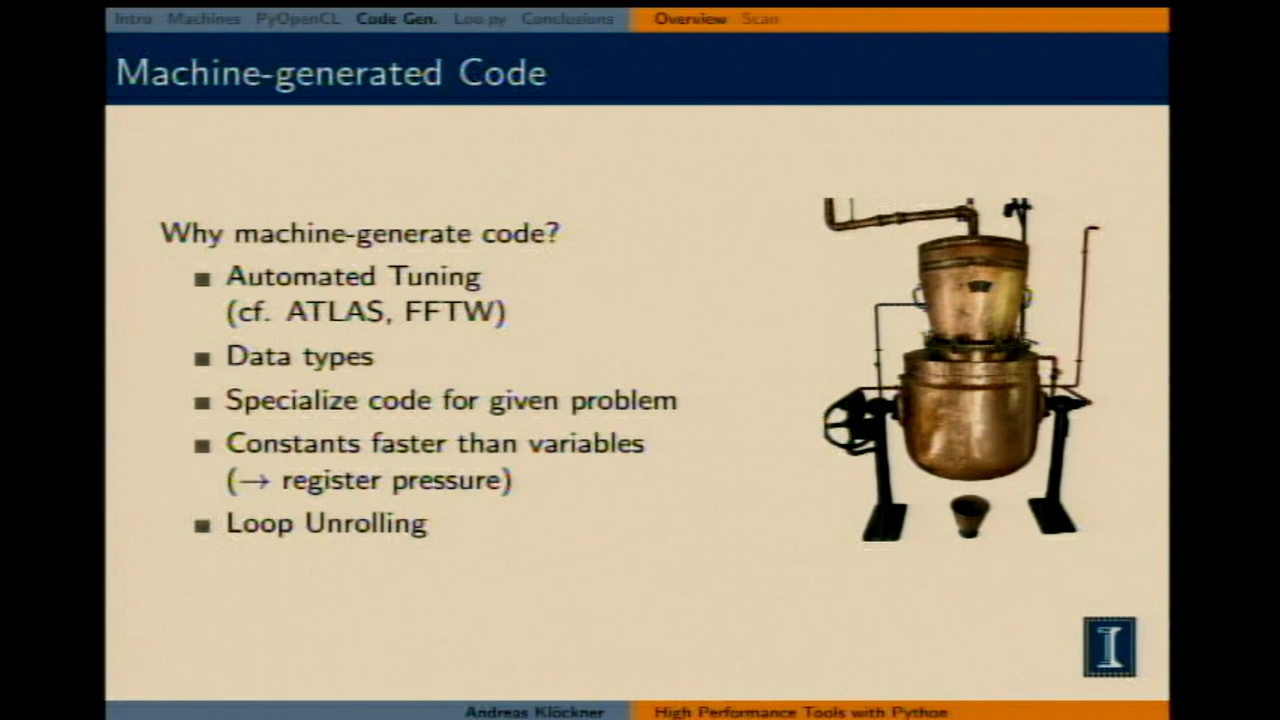 Intro Machines PyOpenCL Code Gen. Loo.py Conclusions Overview Scan
Machine-generated Code
Why machine-generate code?
Automated Tuning
(cf. ATLAS, FFTW)
Data types
Specialize code for given problem
Constants faster than variables
(→ register pressure)
Loop Unrolling
I
Andreas Klöckner High Performance Tools with Python